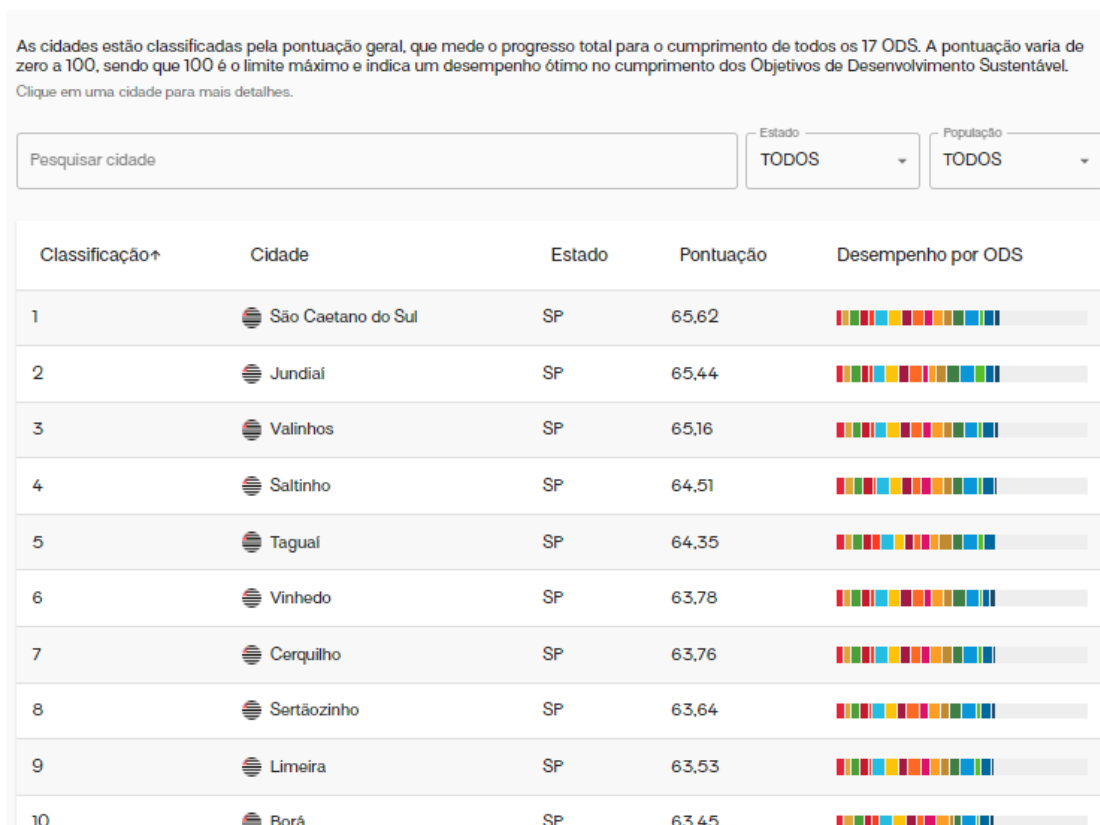 As cidades estão classificadas pela pontuação geral, que mede o progresso total para o cumprimento de todos os 17 ODS. A pontuação varia de
zero a 100, sendo que 100 é o limite máximo e indica um desempenho ótimo no cumprimento dos Objetivos de Desenvolvimento Sustentável.
Clique em uma cidade para mais detalhes.
Estado População
Pesquisar cidade TODOS TODOS
Classificação↑ Cidade Estado Pontuação Desempenho por ODS
1 São Caetano do Sul SP 65,62
2 Jundiaí SP 65,44
3 Valinhos SP 65,16
4 Saltinho SP 64,51
5 Taguaí SP 64,35
6 Vinhedo SP 63,78
7 Cerquilho SP 63,76
8 Sertãozinho SP 63,64
9 Limeira SP 63,53
10 Borá SP 63,45